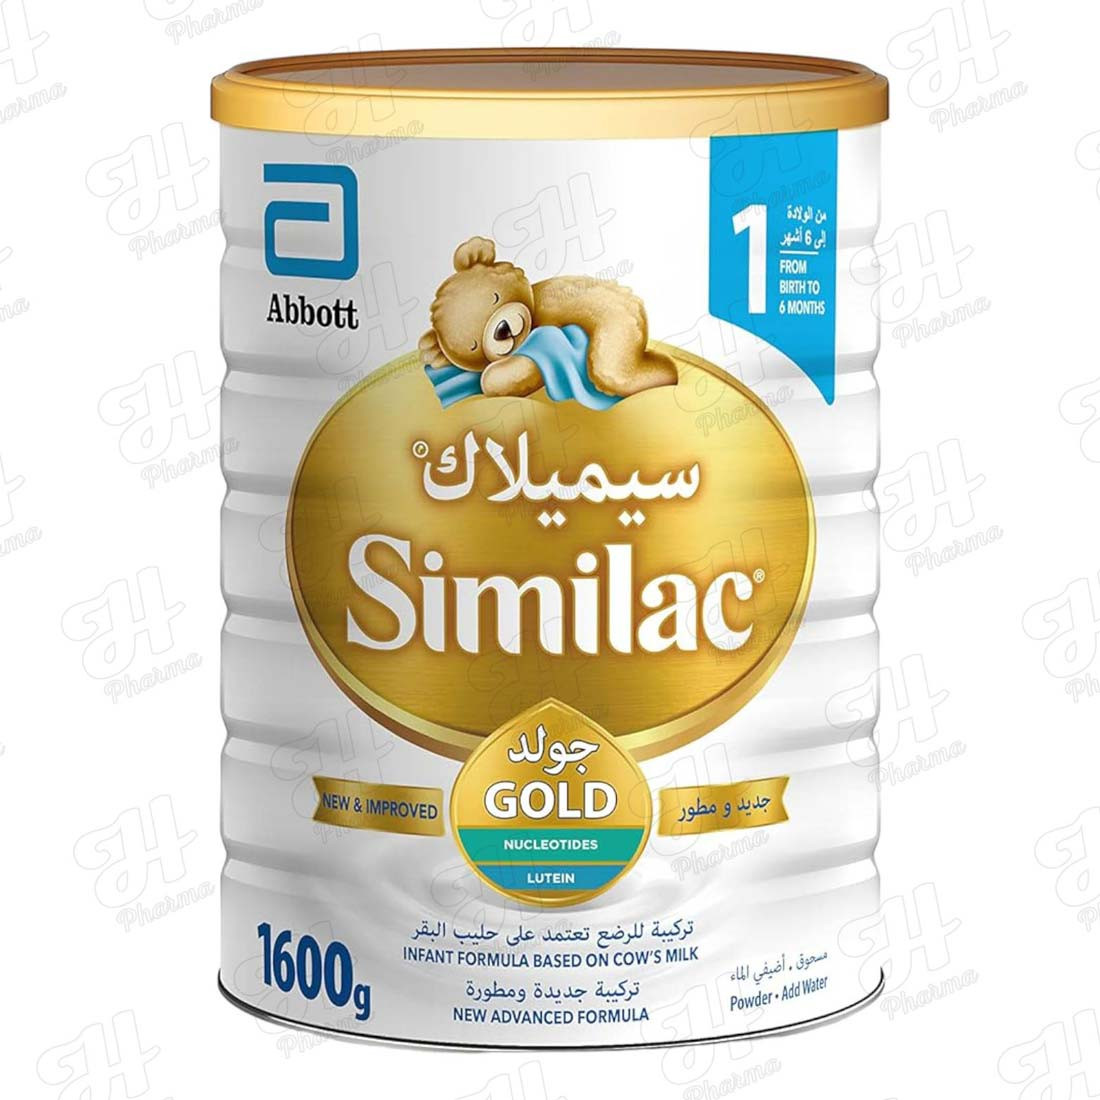 Abbott
1
من الولادة
إلى 6 أشهر
FROM
BIRTH TO
6 MONTHS
سيميلاك
Similac®
جولد
GOLD
NEW & IMPROVED
جديد و مطور
NUCLEOTIDES
LUTEIN
تركيبة للرضع تعتمد على حليب البقر
INFANT FORMULA BASED ON COW'S MILK
تركيبة جديدة ومطورة
NEW ADVANCED FORMULA
1600g
مسحوق . أضيفي الماء
Powder • Add Water
JH Pharma